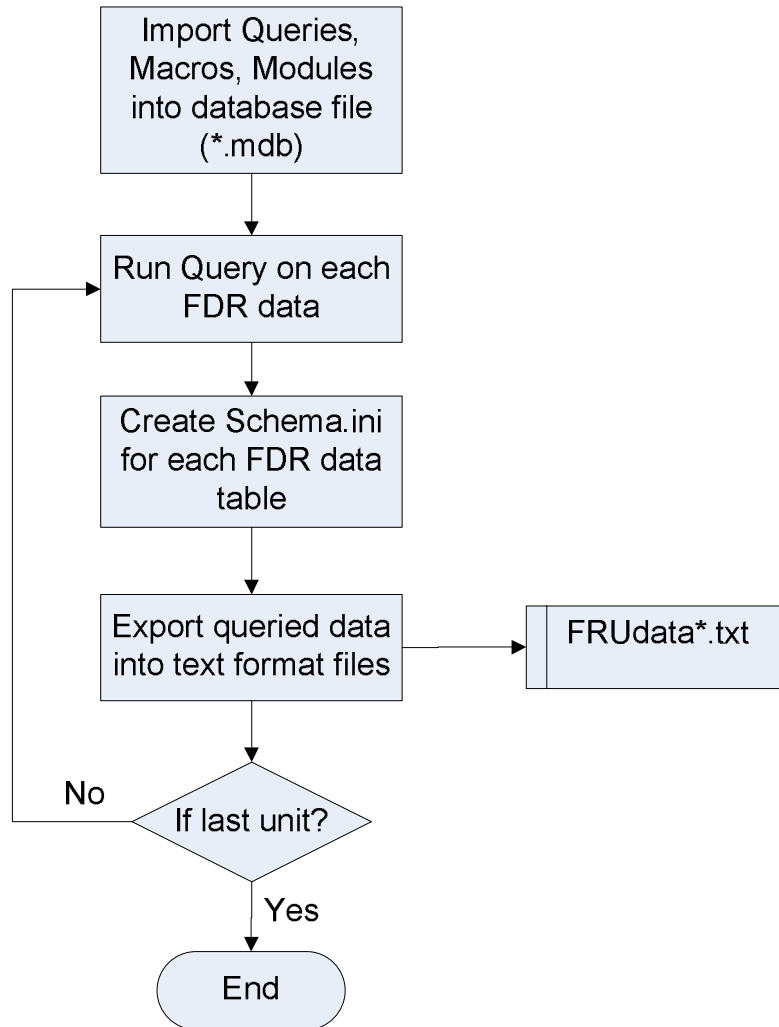 Import Queries,
Macros, Modules
into database file
(*.mdb)
Run Query on each
FDR data
Create Schema.ini
for each FDR data
table
Export queried data
into text format files
FRUdata*.txt
If last unit?
No
Yes
End